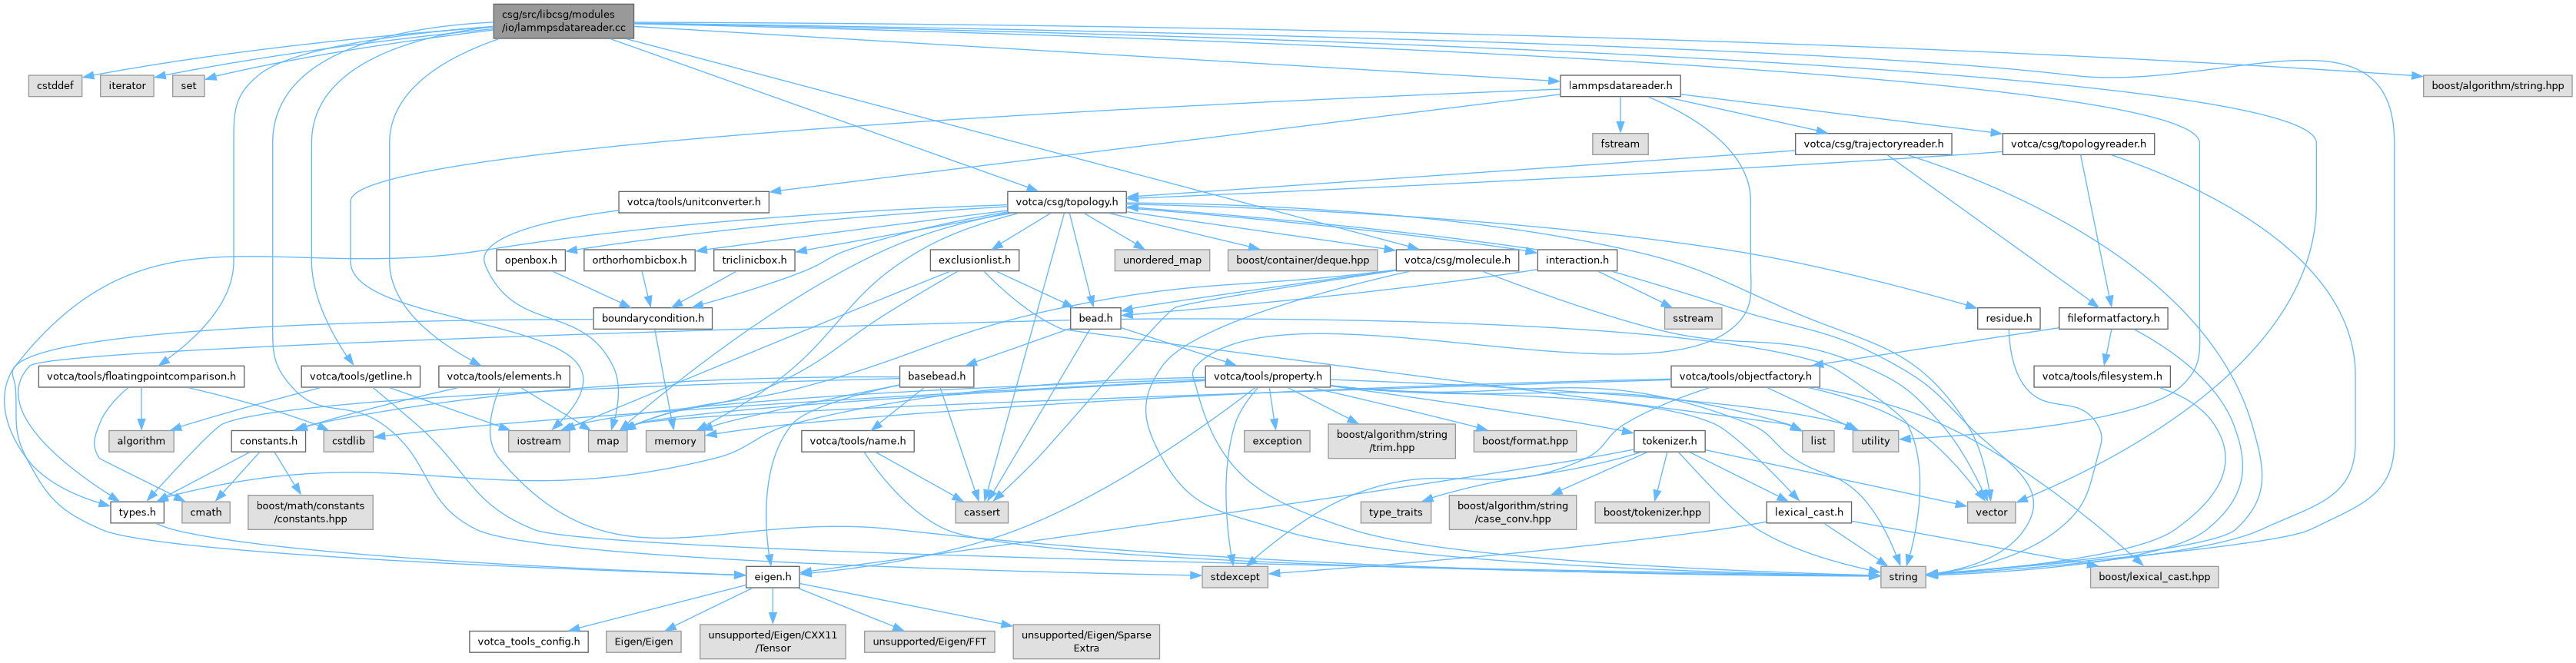 csg/src/libcsg/modules
/io/lammpsdatareader.cc
cstddef
iterator
set
lammpsdatareader.h
boost/algorithm/string.hpp
fstream
votca/csg/trajectoryreader.h
votca/csg/topologyreader.h
votca/tools/unitconverter.h
votca/csg/topology.h
openbox.h
orthorhombicbox.h
triclinicbox.h
exclusionlist.h
unordered_map
boost/container/deque.hpp
votca/csg/molecule.h
interaction.h
boundarycondition.h
bead.h
sstream
residue.h
fileformatfactory.h
votca/tools/floatingpointcomparison.h
votca/tools/getline.h
votca/tools/elements.h
basebead.h
votca/tools/property.h
votca/tools/objectfactory.h
votca/tools/filesystem.h
algorithm
constants.h
cstdlib
iostream
map
memory
votca/tools/name.h
exception
boost/algorithm/string
/trim.hpp
boost/format.hpp
tokenizer.h
list
utility
types.h
cmath
boost/math/constants
/constants.hpp
cassert
type_traits
boost/algorithm/string
/case_conv.hpp
boost/tokenizer.hpp
lexical_cast.h
vector
eigen.h
stdexcept
string
boost/lexical_cast.hpp
votca_tools_config.h
Eigen/Eigen
unsupported/Eigen/CXX11
/Tensor
unsupported/Eigen/FFT
unsupported/Eigen/Sparse
Extra